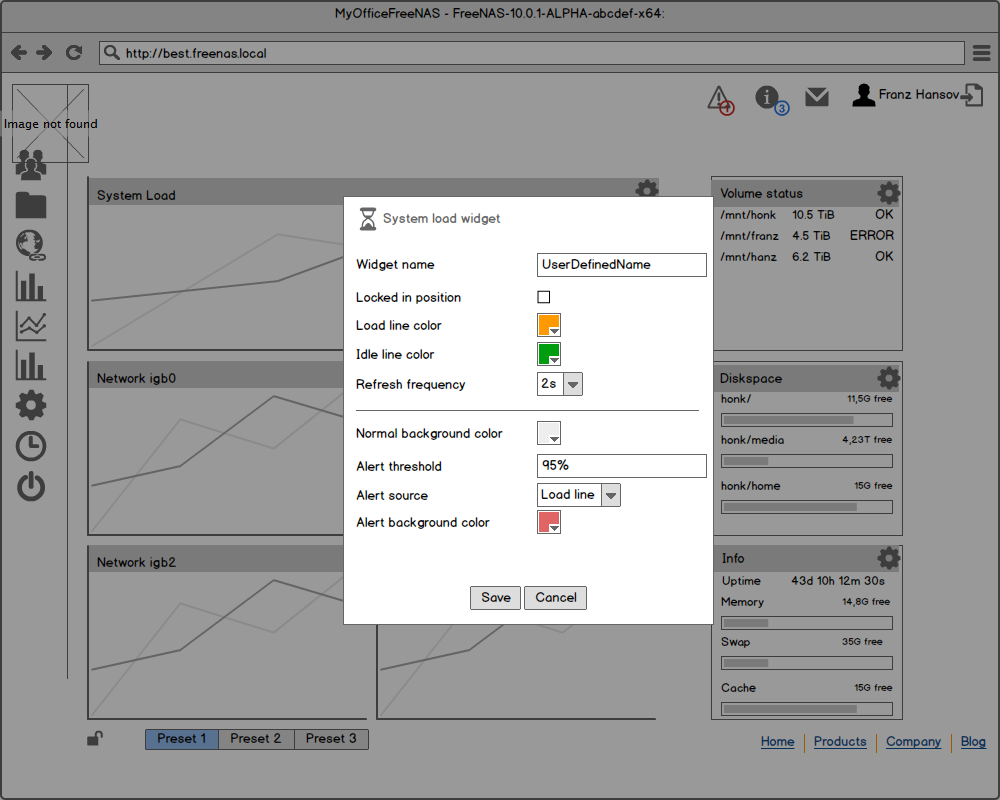 MyOfficeFreeNAS - FreeNAS-10.0.1-ALPHA-abcdef-x64:
http://best.freenas.local
Image not found
3
Franz Hansov
System Load
Volume status
/mnt/honk 10.5 TiB OK
/mnt/franz 4.5 TiB ERROR
/mnt/hanz 6.2 TiB OK
System load widget
Widget name UserDefinedName
Locked in position
Load line color
Idle line color
Refresh frequency 2s
Normal background color
Alert threshold 95%
Alert source Load line
Alert background color
Save Cancel
Network igb0
Diskspace
honk/ 11,5G free
honk/media 4,23T free
honk/home 15G free
Network igb2
Info
Uptime 43d 10h 12m 30s
Memory 14,8G free
Swap 35G free
Cache 15G free
Preset 1 Preset 2 Preset 3
Home Products Company Blog